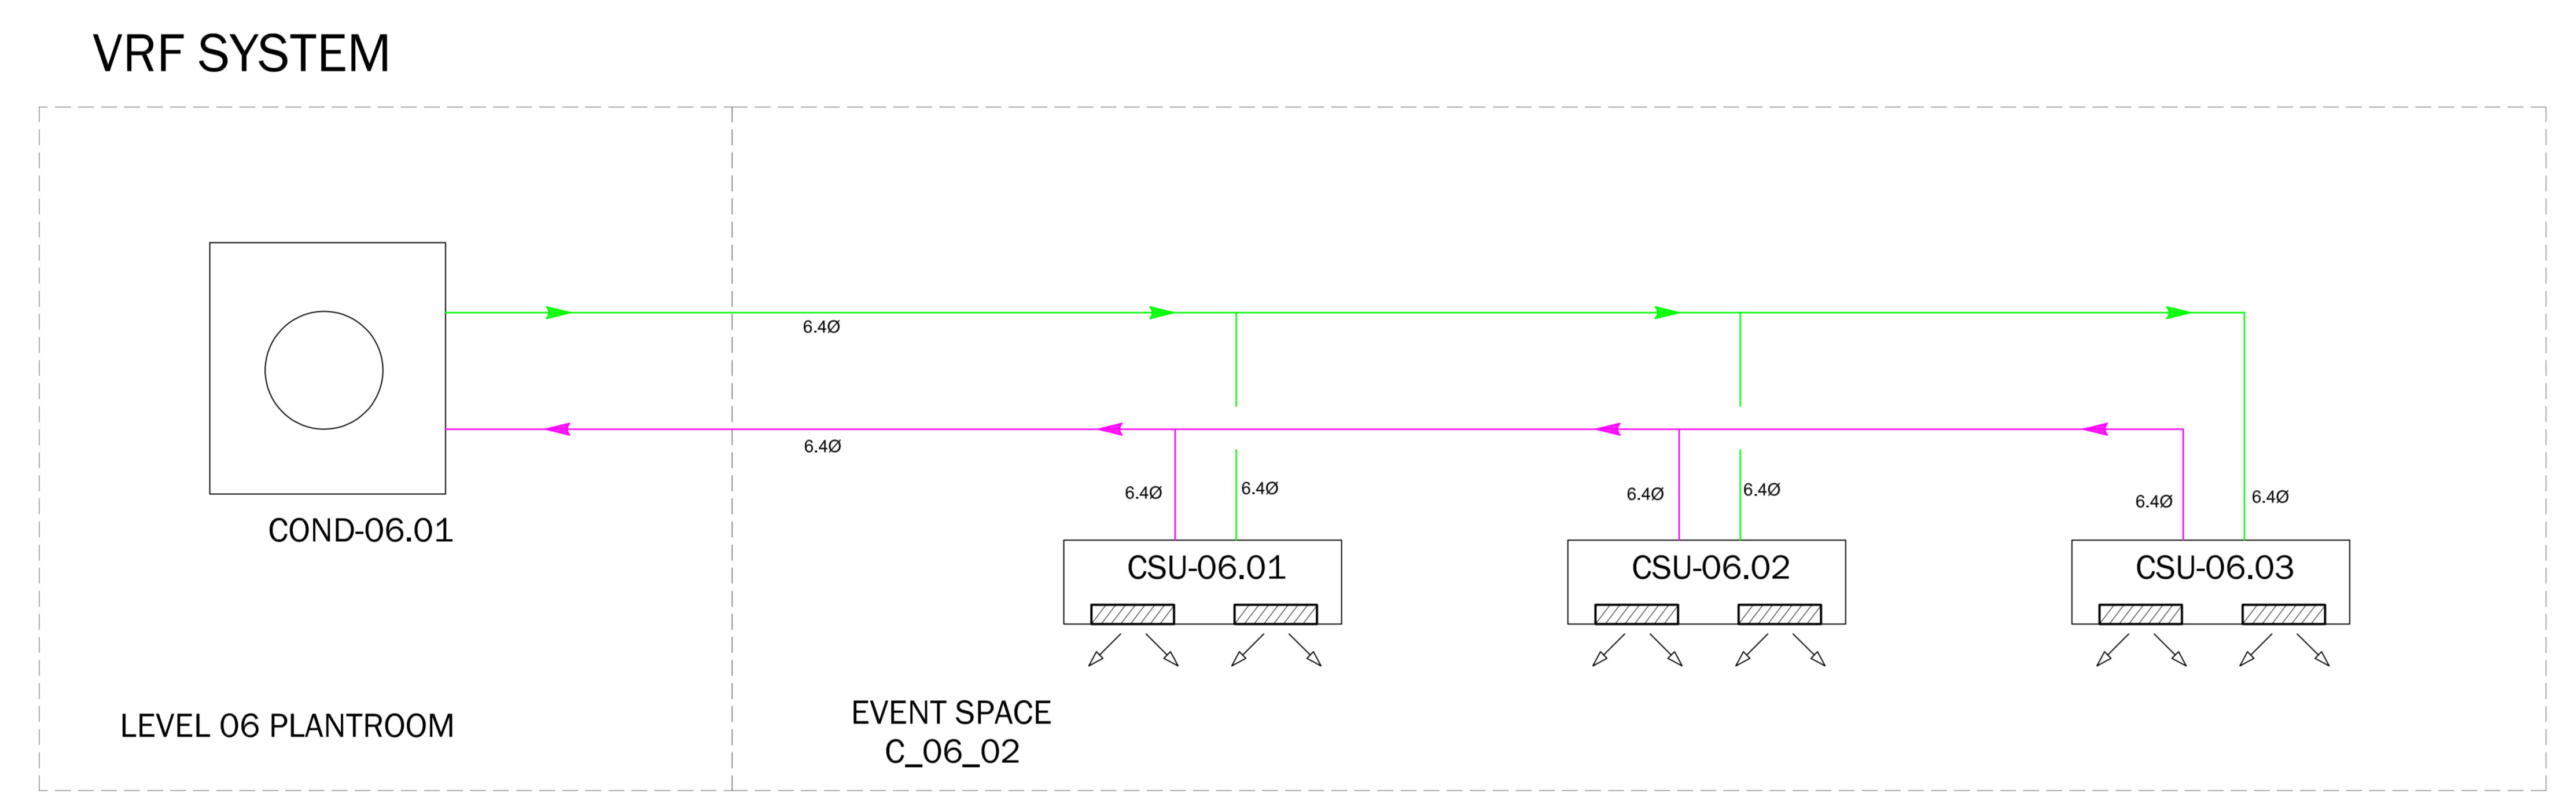 VRF SYSTEM
6.4Ø
6.4Ø
6.4Ø
6.4Ø
6.4Ø
6.4Ø
6.4Ø
6.4Ø
COND-06.01
CSU-06.01
CSU-06.02
CSU-06.03
LEVEL 06 PLANTROOM
EVENT SPACE
C_06_02